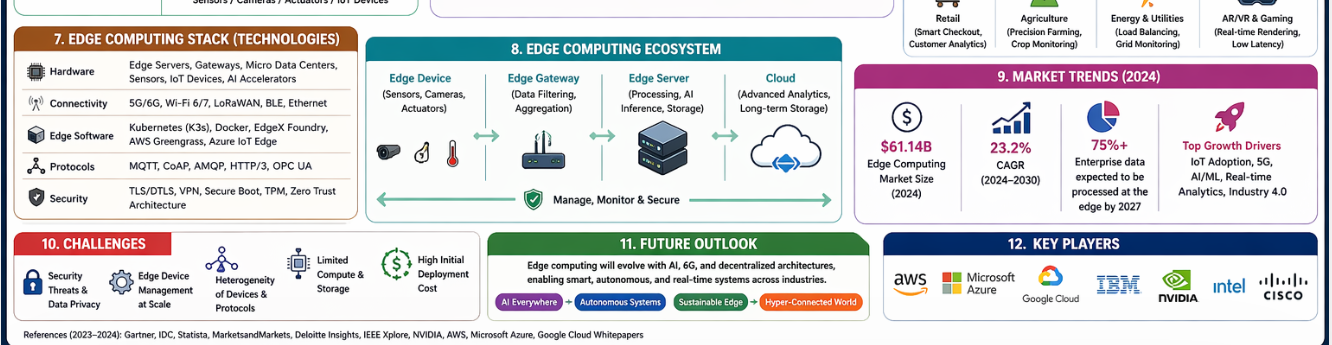 Sensors / Cameras / Actuators / IoT Devices
Retail
(Smart Checkout,
Customer Analytics)
Agriculture
(Precision Farming,
Crop Monitoring)
Energy & Utilities
(Load Balancing,
Grid Monitoring)
AR/VR & Gaming
(Real-time Rendering,
Low Latency)
7. EDGE COMPUTING STACK (TECHNOLOGIES)
Hardware
Edge Servers, Gateways, Micro Data Centers,
Sensors, IoT Devices, AI Accelerators
Connectivity
5G/6G, Wi-Fi 6/7, LoRaWAN, BLE, Ethernet
Edge Software
Kubernetes (K3s), Docker, EdgeX Foundry,
AWS Greengrass, Azure IoT Edge
Protocols
MQTT, CoAP, AMQP, HTTP/3, OPC UA
Security
TLS/DTLS, VPN, Secure Boot, TPM, Zero Trust
Architecture
8. EDGE COMPUTING ECOSYSTEM
Edge Device
(Sensors, Cameras,
Actuators)
Edge Gateway
(Data Filtering,
Aggregation)
Edge Server
(Processing, AI
Inference, Storage)
Cloud
(Advanced Analytics,
Long-term Storage)
Manage, Monitor & Secure
9. MARKET TRENDS (2024)
$
$61.14B
Edge Computing
Market Size
(2024)
23.2%
CAGR
(2024–2030)
75%+
Enterprise data
expected to be
processed at the
edge by 2027
Top Growth Drivers
IoT Adoption, 5G,
AI/ML, Real-time
Analytics, Industry 4.0
10. CHALLENGES
Security
Threats &
Data Privacy
Edge Device
Management
at Scale
Heterogeneity
of Devices &
Protocols
Limited
Compute &
Storage
$
High Initial
Deployment
Cost
11. FUTURE OUTLOOK
Edge computing will evolve with AI, 6G, and decentralized architectures,
enabling smart, autonomous, and real-time systems across industries.
AI Everywhere
Autonomous Systems
Sustainable Edge
Hyper-Connected World
12. KEY PLAYERS
aws
Microsoft
Azure
Google Cloud
IBM
NVIDIA
intel
CISCO
References (2023–2024): Gartner, IDC, Statista, MarketsandMarkets, Deloitte Insights, IEEE Xplore, NVIDIA, AWS, Microsoft Azure, Google Cloud Whitepapers